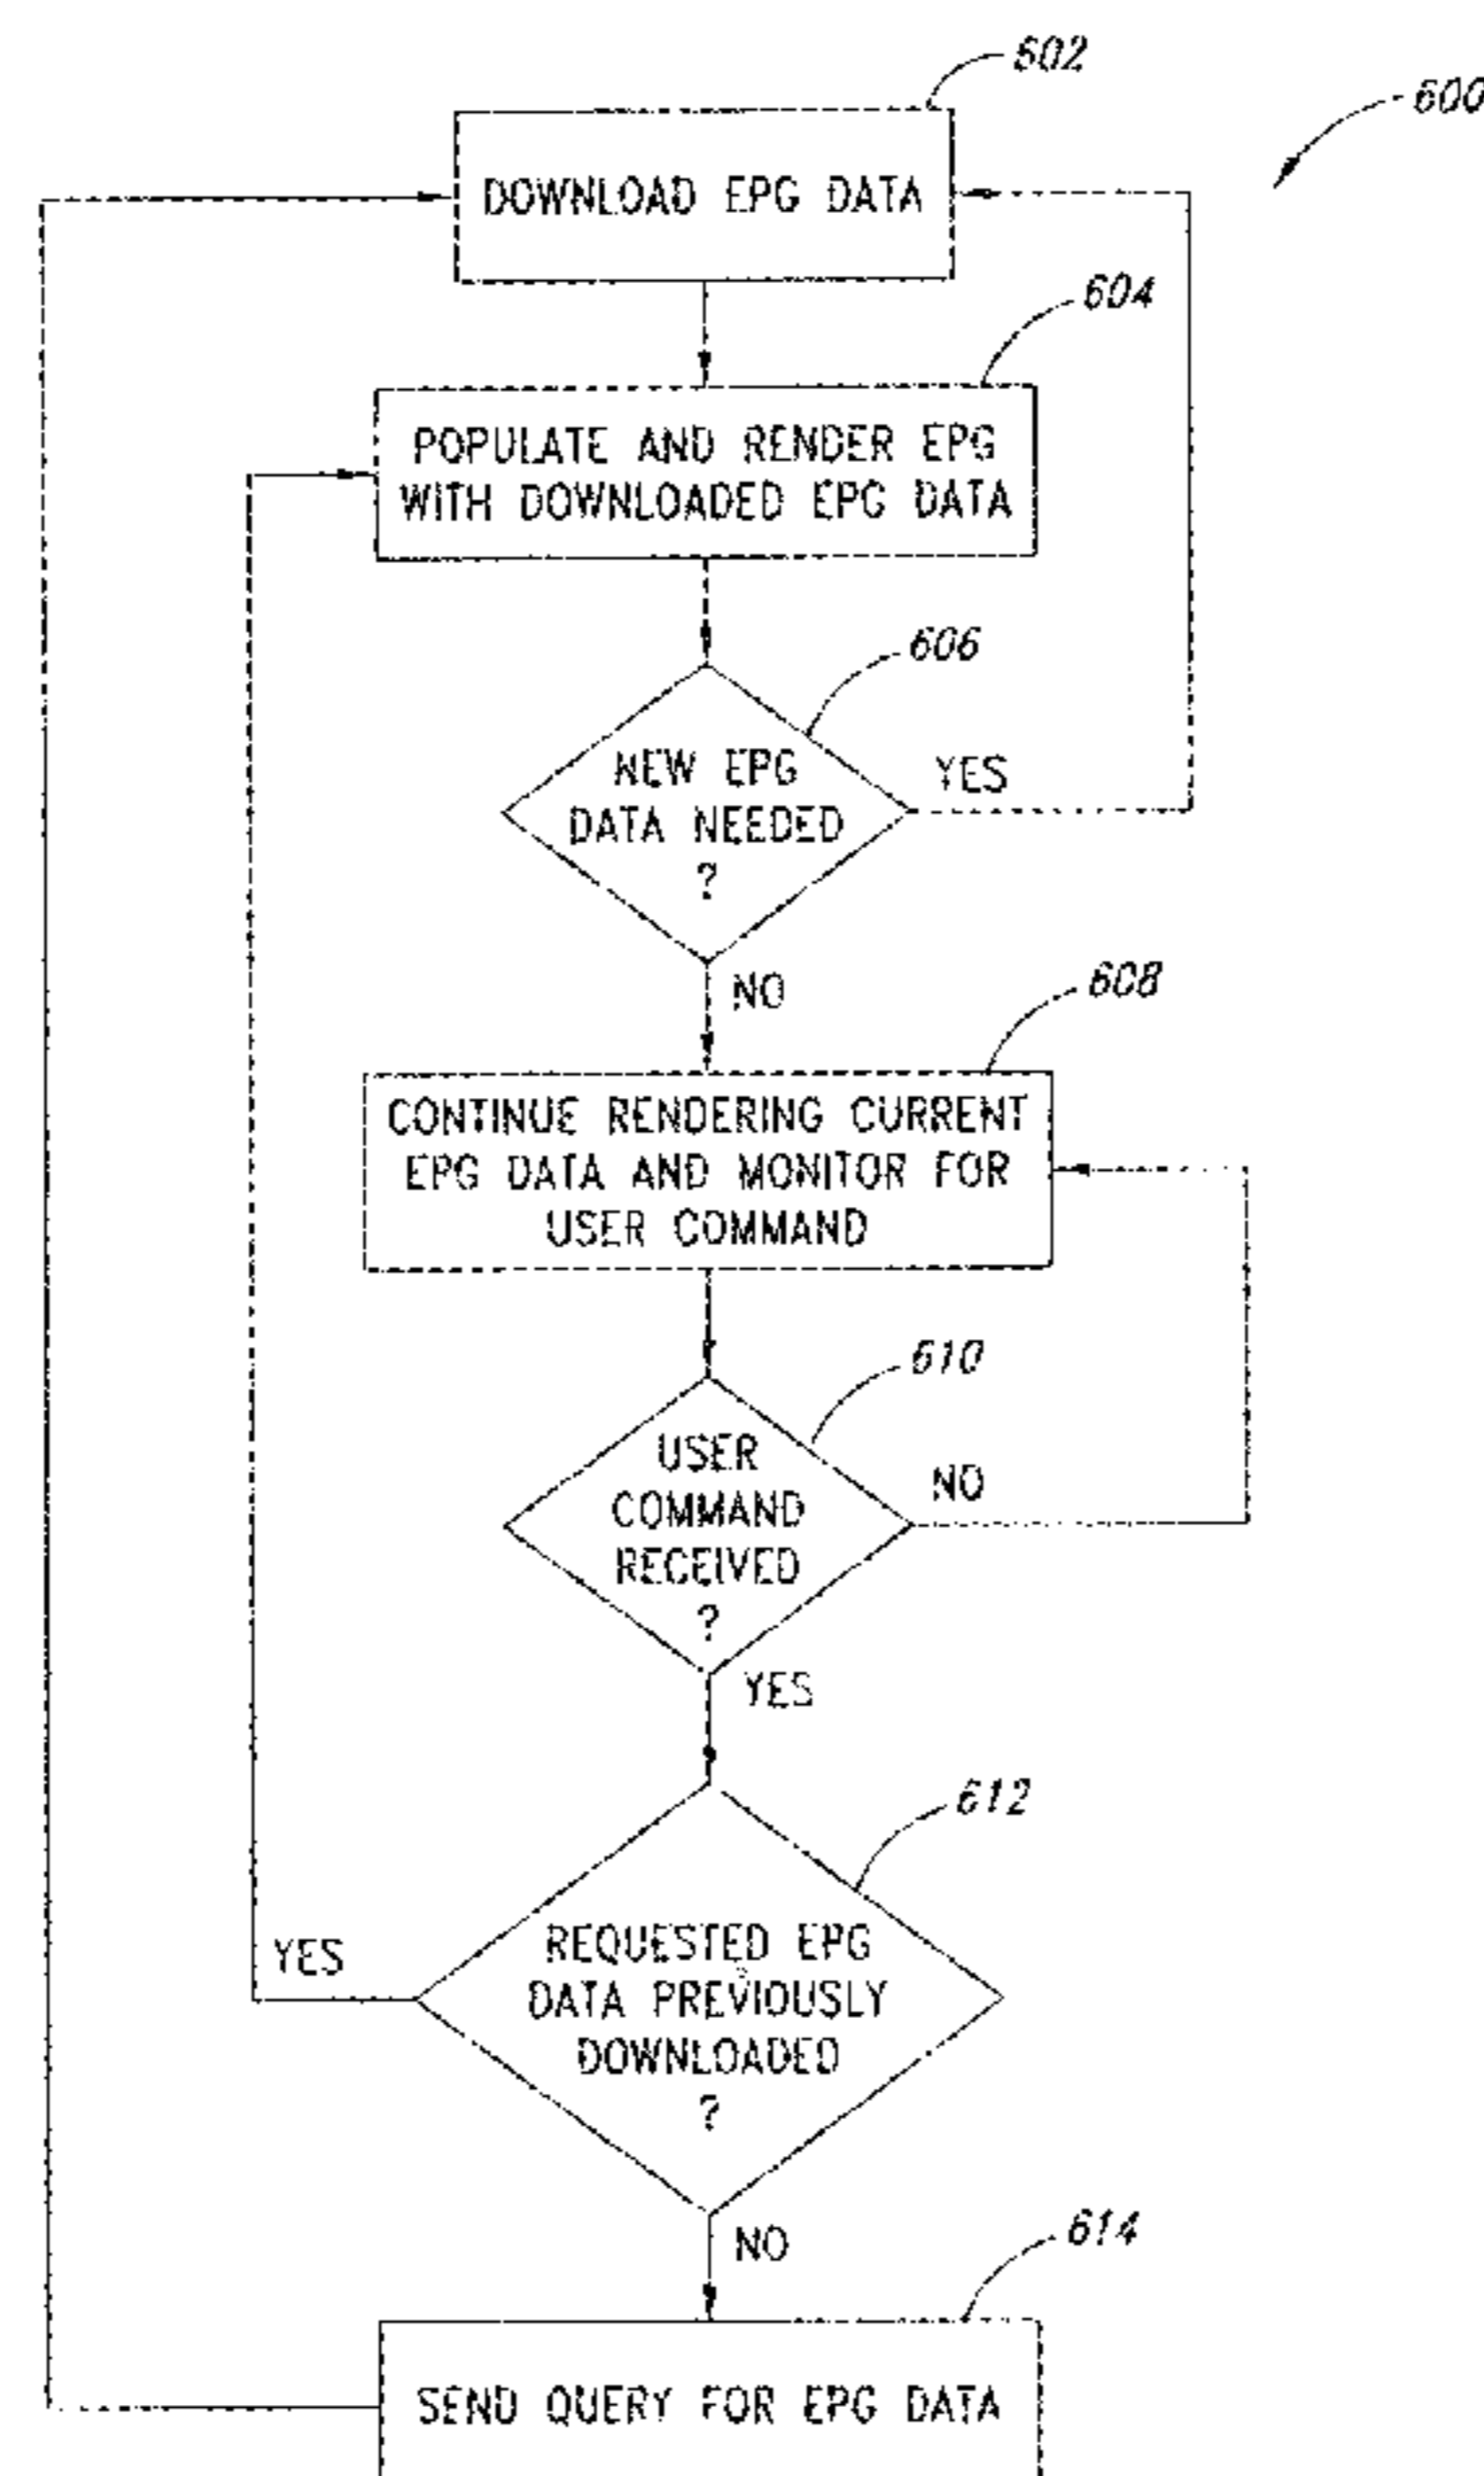 602
600
DOWNLOAD EPG DATA
604
POPULATE AND RENDER EPG
WITH DOWNLOADED EPG DATA
606
NEW EPG
DATA NEEDED
?
YES
NO
608
CONTINUE RENDERING CURRENT
EPG DATA AND MONITOR FOR
USER COMMAND
610
USER
COMMAND
RECEIVED
?
NO
YES
612
REQUESTED EPG
DATA PREVIOUSLY
DOWNLOADED
?
YES
NO
614
SEND QUERY FOR EPG DATA